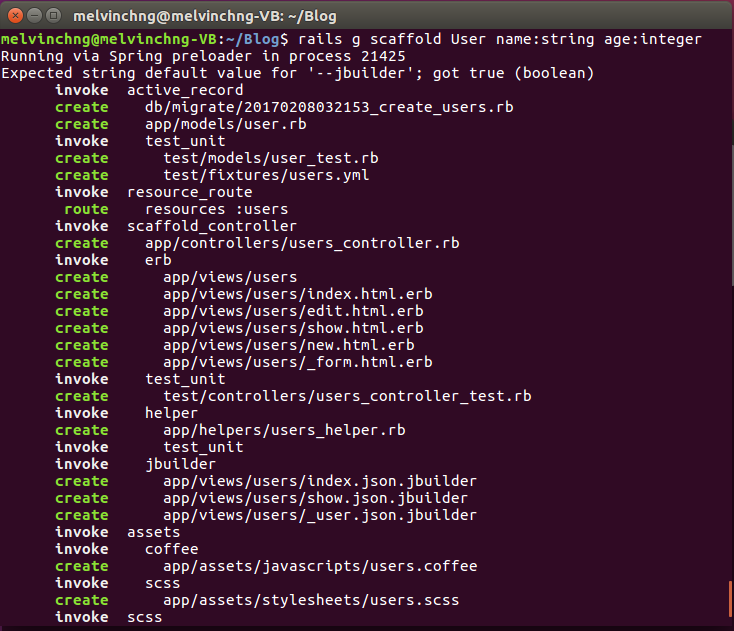 melvinchng@melvinchng-VB: ~/Blog
melvinchng@melvinchng-VB:~/Blog$ rails g scaffold User name:string age:integer
Running via Spring preloader in process 21425
Expected string default value for '--jbuilder'; got true (boolean)
      invoke  active_record
      create    db/migrate/20170208032153_create_users.rb
      create    app/models/user.rb
      invoke    test_unit
      create      test/models/user_test.rb
      create      test/fixtures/users.yml
      invoke  resource_route
       route    resources :users
      invoke  scaffold_controller
      create    app/controllers/users_controller.rb
      invoke    erb
      create      app/views/users
      create      app/views/users/index.html.erb
      create      app/views/users/edit.html.erb
      create      app/views/users/show.html.erb
      create      app/views/users/new.html.erb
      create      app/views/users/_form.html.erb
      invoke    test_unit
      create      test/controllers/users_controller_test.rb
      invoke    helper
      create      app/helpers/users_helper.rb
      invoke      test_unit
      invoke    jbuilder
      create      app/views/users/index.json.jbuilder
      create      app/views/users/show.json.jbuilder
      create      app/views/users/_user.json.jbuilder
      invoke  assets
      invoke    coffee
      create      app/assets/javascripts/users.coffee
      invoke    scss
      create      app/assets/stylesheets/users.scss
      invoke  scss